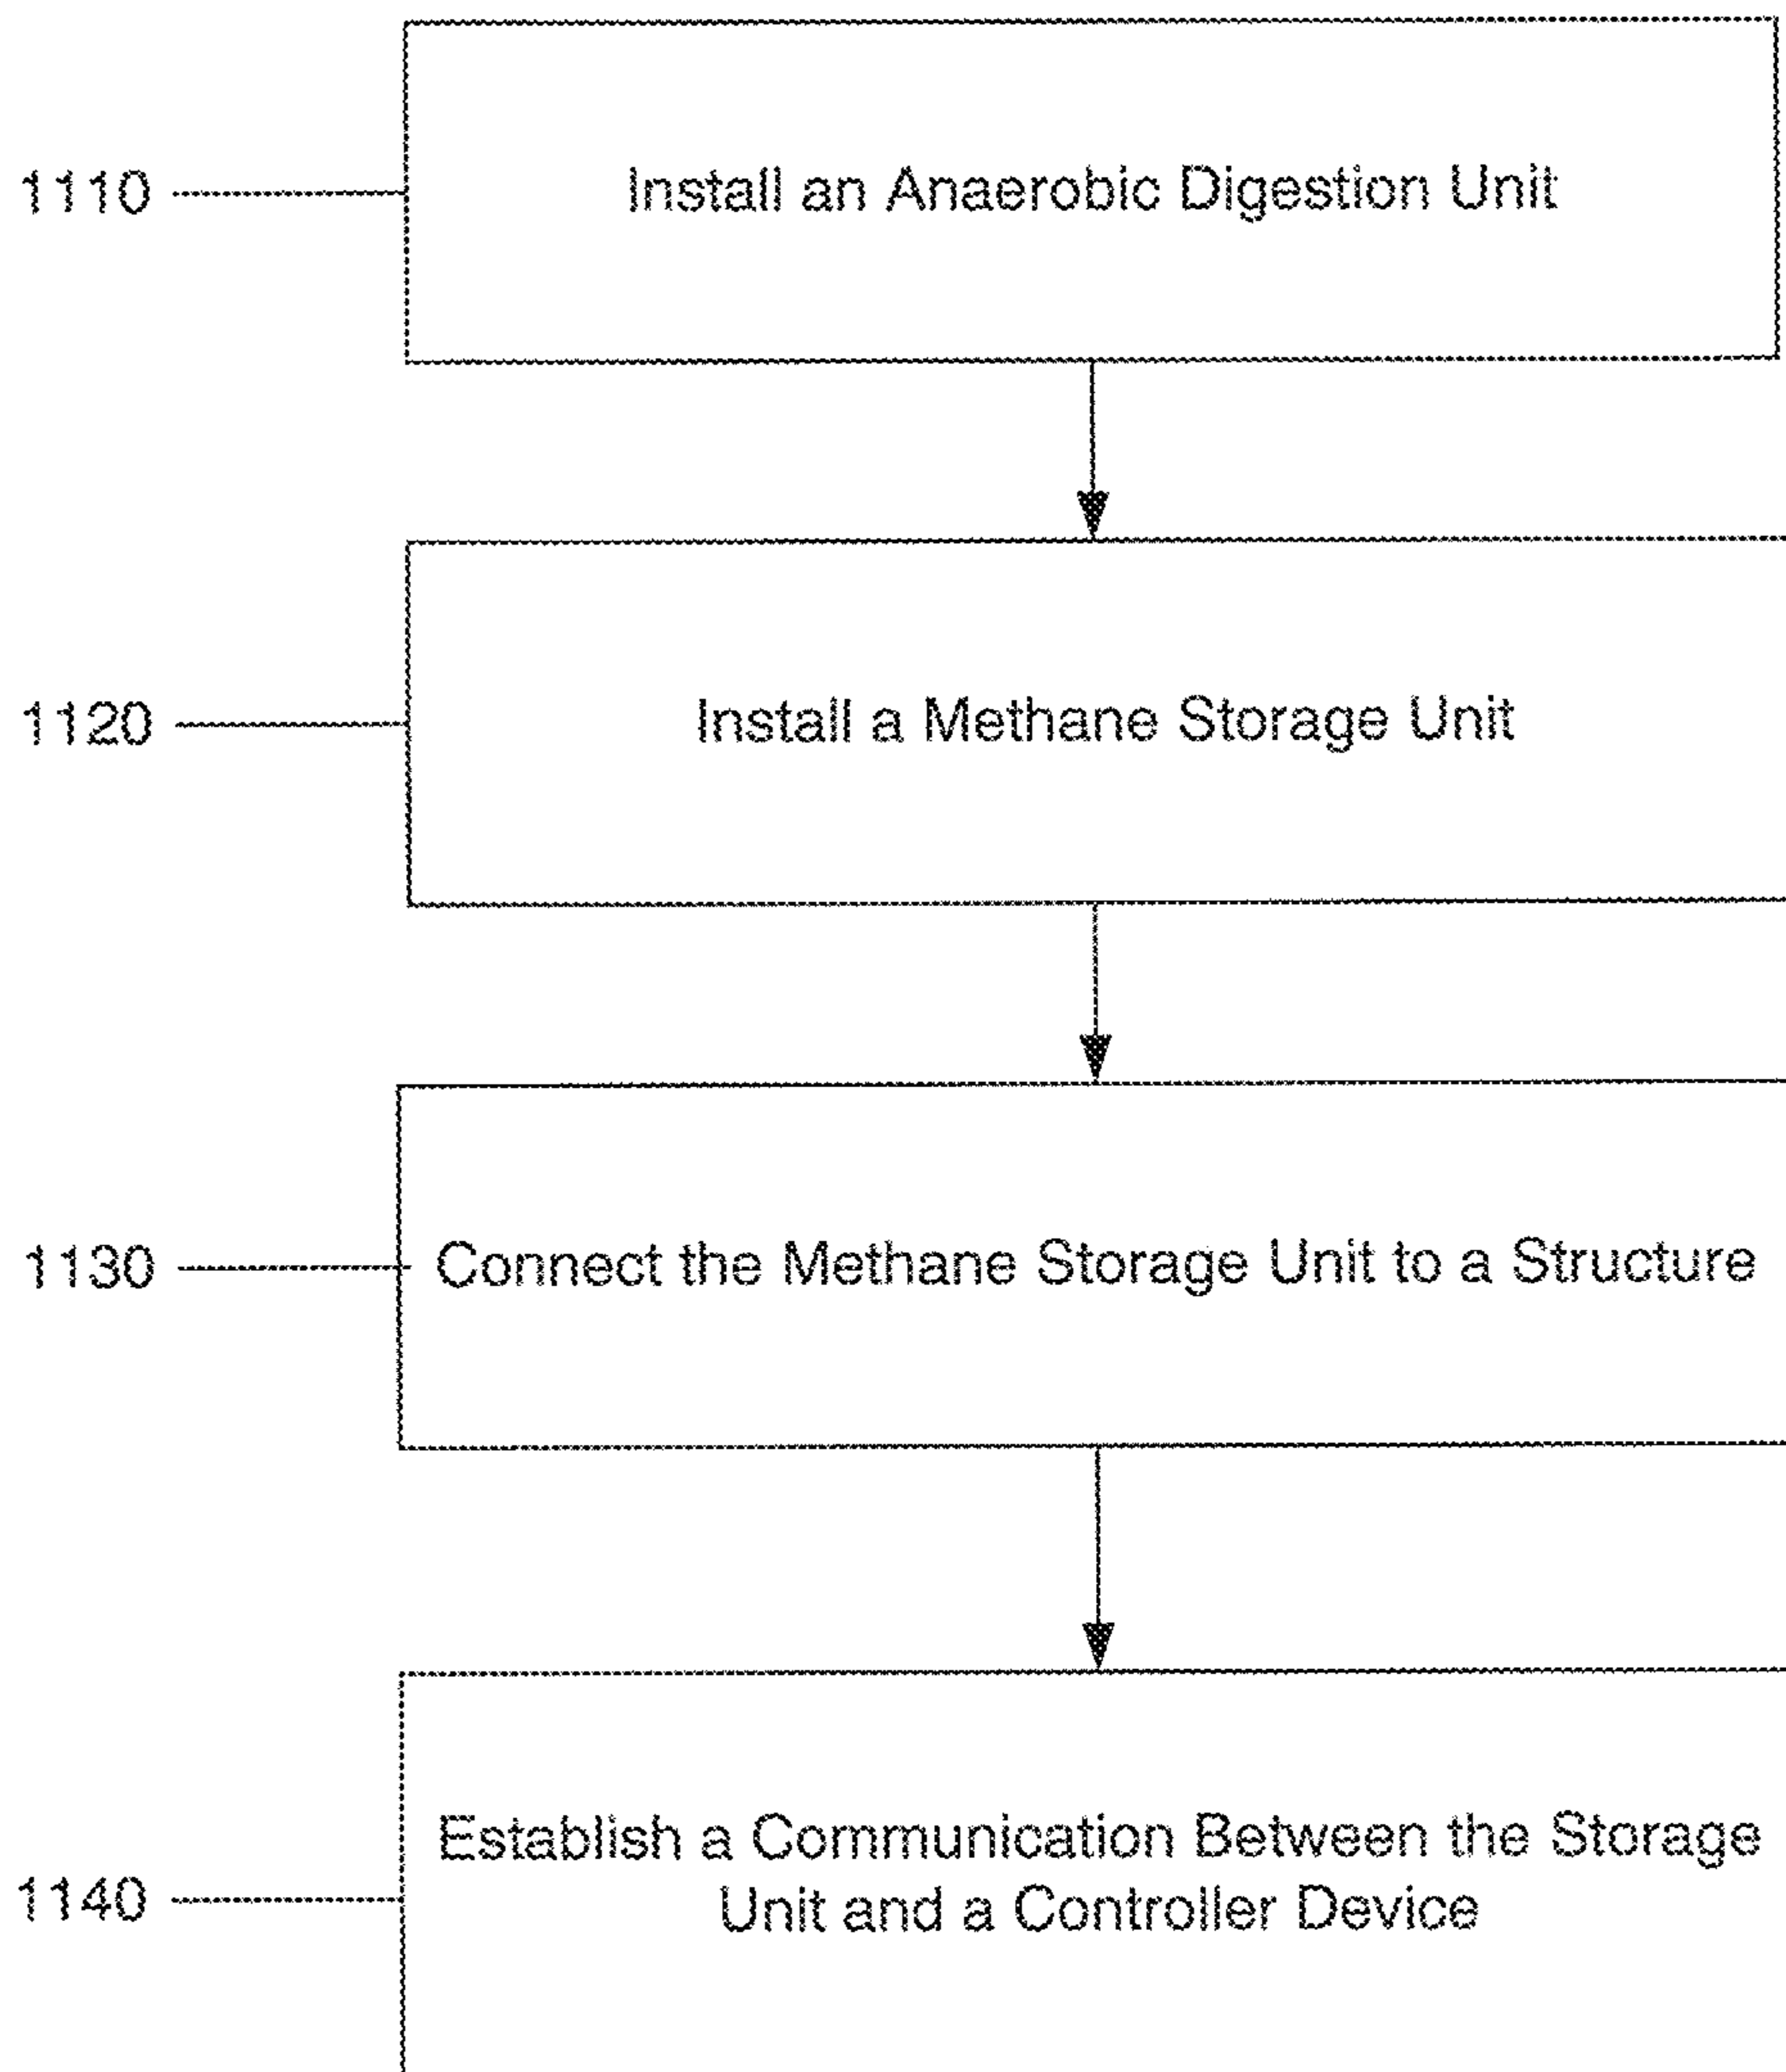 1110
Install an Anaerobic Digestion Unit
1120
Install a Methane Storage Unit
1130
Connect the Methane Storage Unit to a Structure
1140
Establish a Communication Between the Storage
Unit and a Controller Device